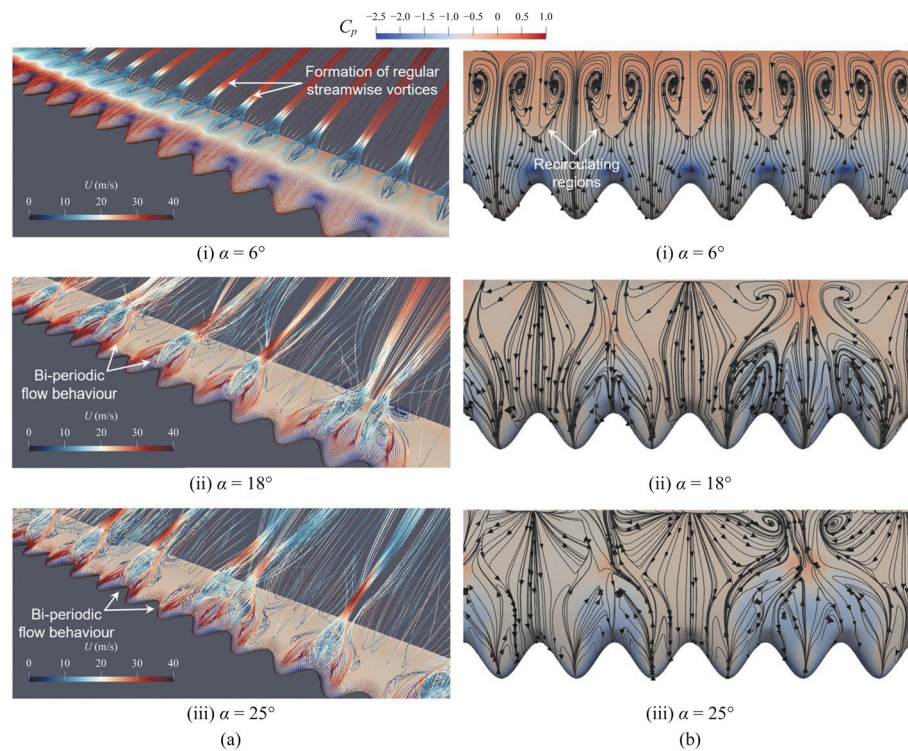 Cp
−2.5 −2.0 −1.5 −1.0 −0.5 0 0.5 1.0
Formation of regular
streamwise vortices
U (m/s)
0 10 20 30 40
(i) α = 6°
Recirculating
regions
(i) α = 6°
Bi-periodic
flow behaviour
U (m/s)
0 10 20 30 40
(ii) α = 18°
(ii) α = 18°
Bi-periodic
flow behaviour
U (m/s)
0 10 20 30 40
(iii) α = 25°
(iii) α = 25°
(a)
(b)